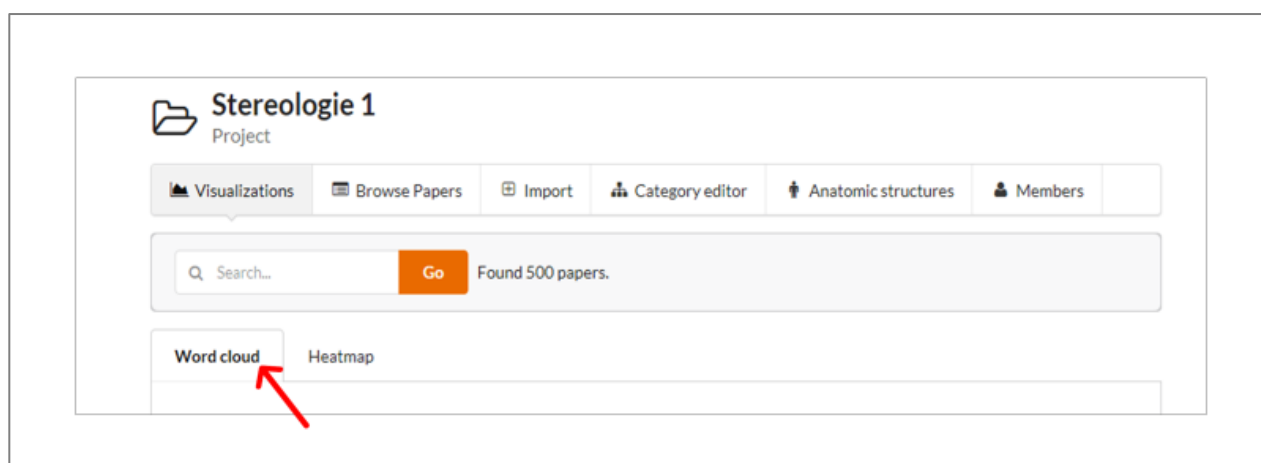 Stereologie 1
Project
Visualizations Browse Papers Import Category editor Anatomic structures Members
Search... Go Found 500 papers.
Word cloud Heatmap